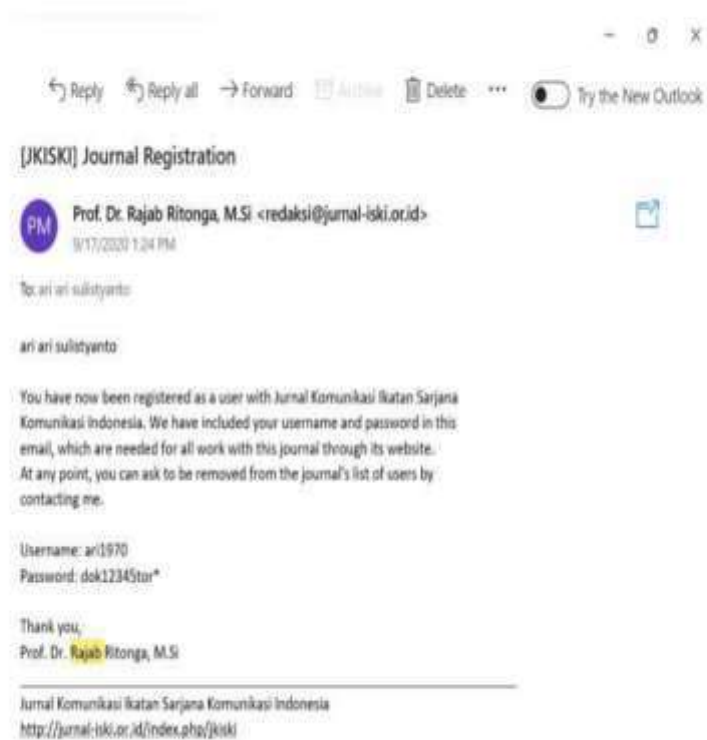 Reply Reply all Forward Archive Delete ... Try the New Outlook
[JKISKI] Journal Registration
PM
Prof. Dr. Rajab Ritonga, M.Si <redaksi@jurnal-iski.or.id>
9/17/2020 1:24 PM
To: ari ari sulistyanto
ari ari sulistyanto
You have now been registered as a user with Jurnal Komunikasi Ikatan Sarjana
Komunikasi Indonesia. We have included your username and password in this
email, which are needed for all work with this journal through its website.
At any point, you can ask to be removed from the journal's list of users by
contacting me.
Username: ari1970
Password: dok12345tor*
Thank you,
Prof. Dr. Rajab Ritonga, M.Si
Jurnal Komunikasi Ikatan Sarjana Komunikasi Indonesia
http://jurnal-iski.or.id/index.php/jkiski